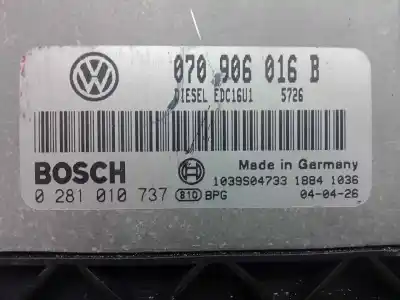 070 906 016 B
DIESEL EDC16U1 5726
BOSCH
Made in Germany
1039S04733 1884 1036
0 281 010 737 810 BPG 04-04-26